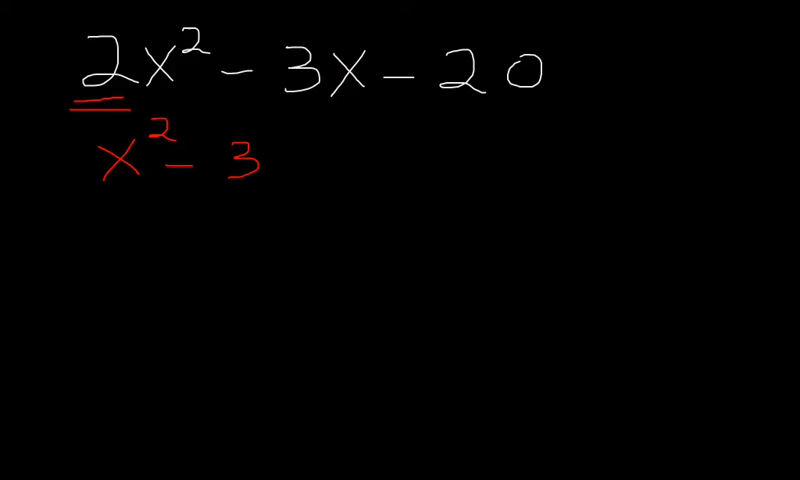 2x² - 3x - 20
x² - 3